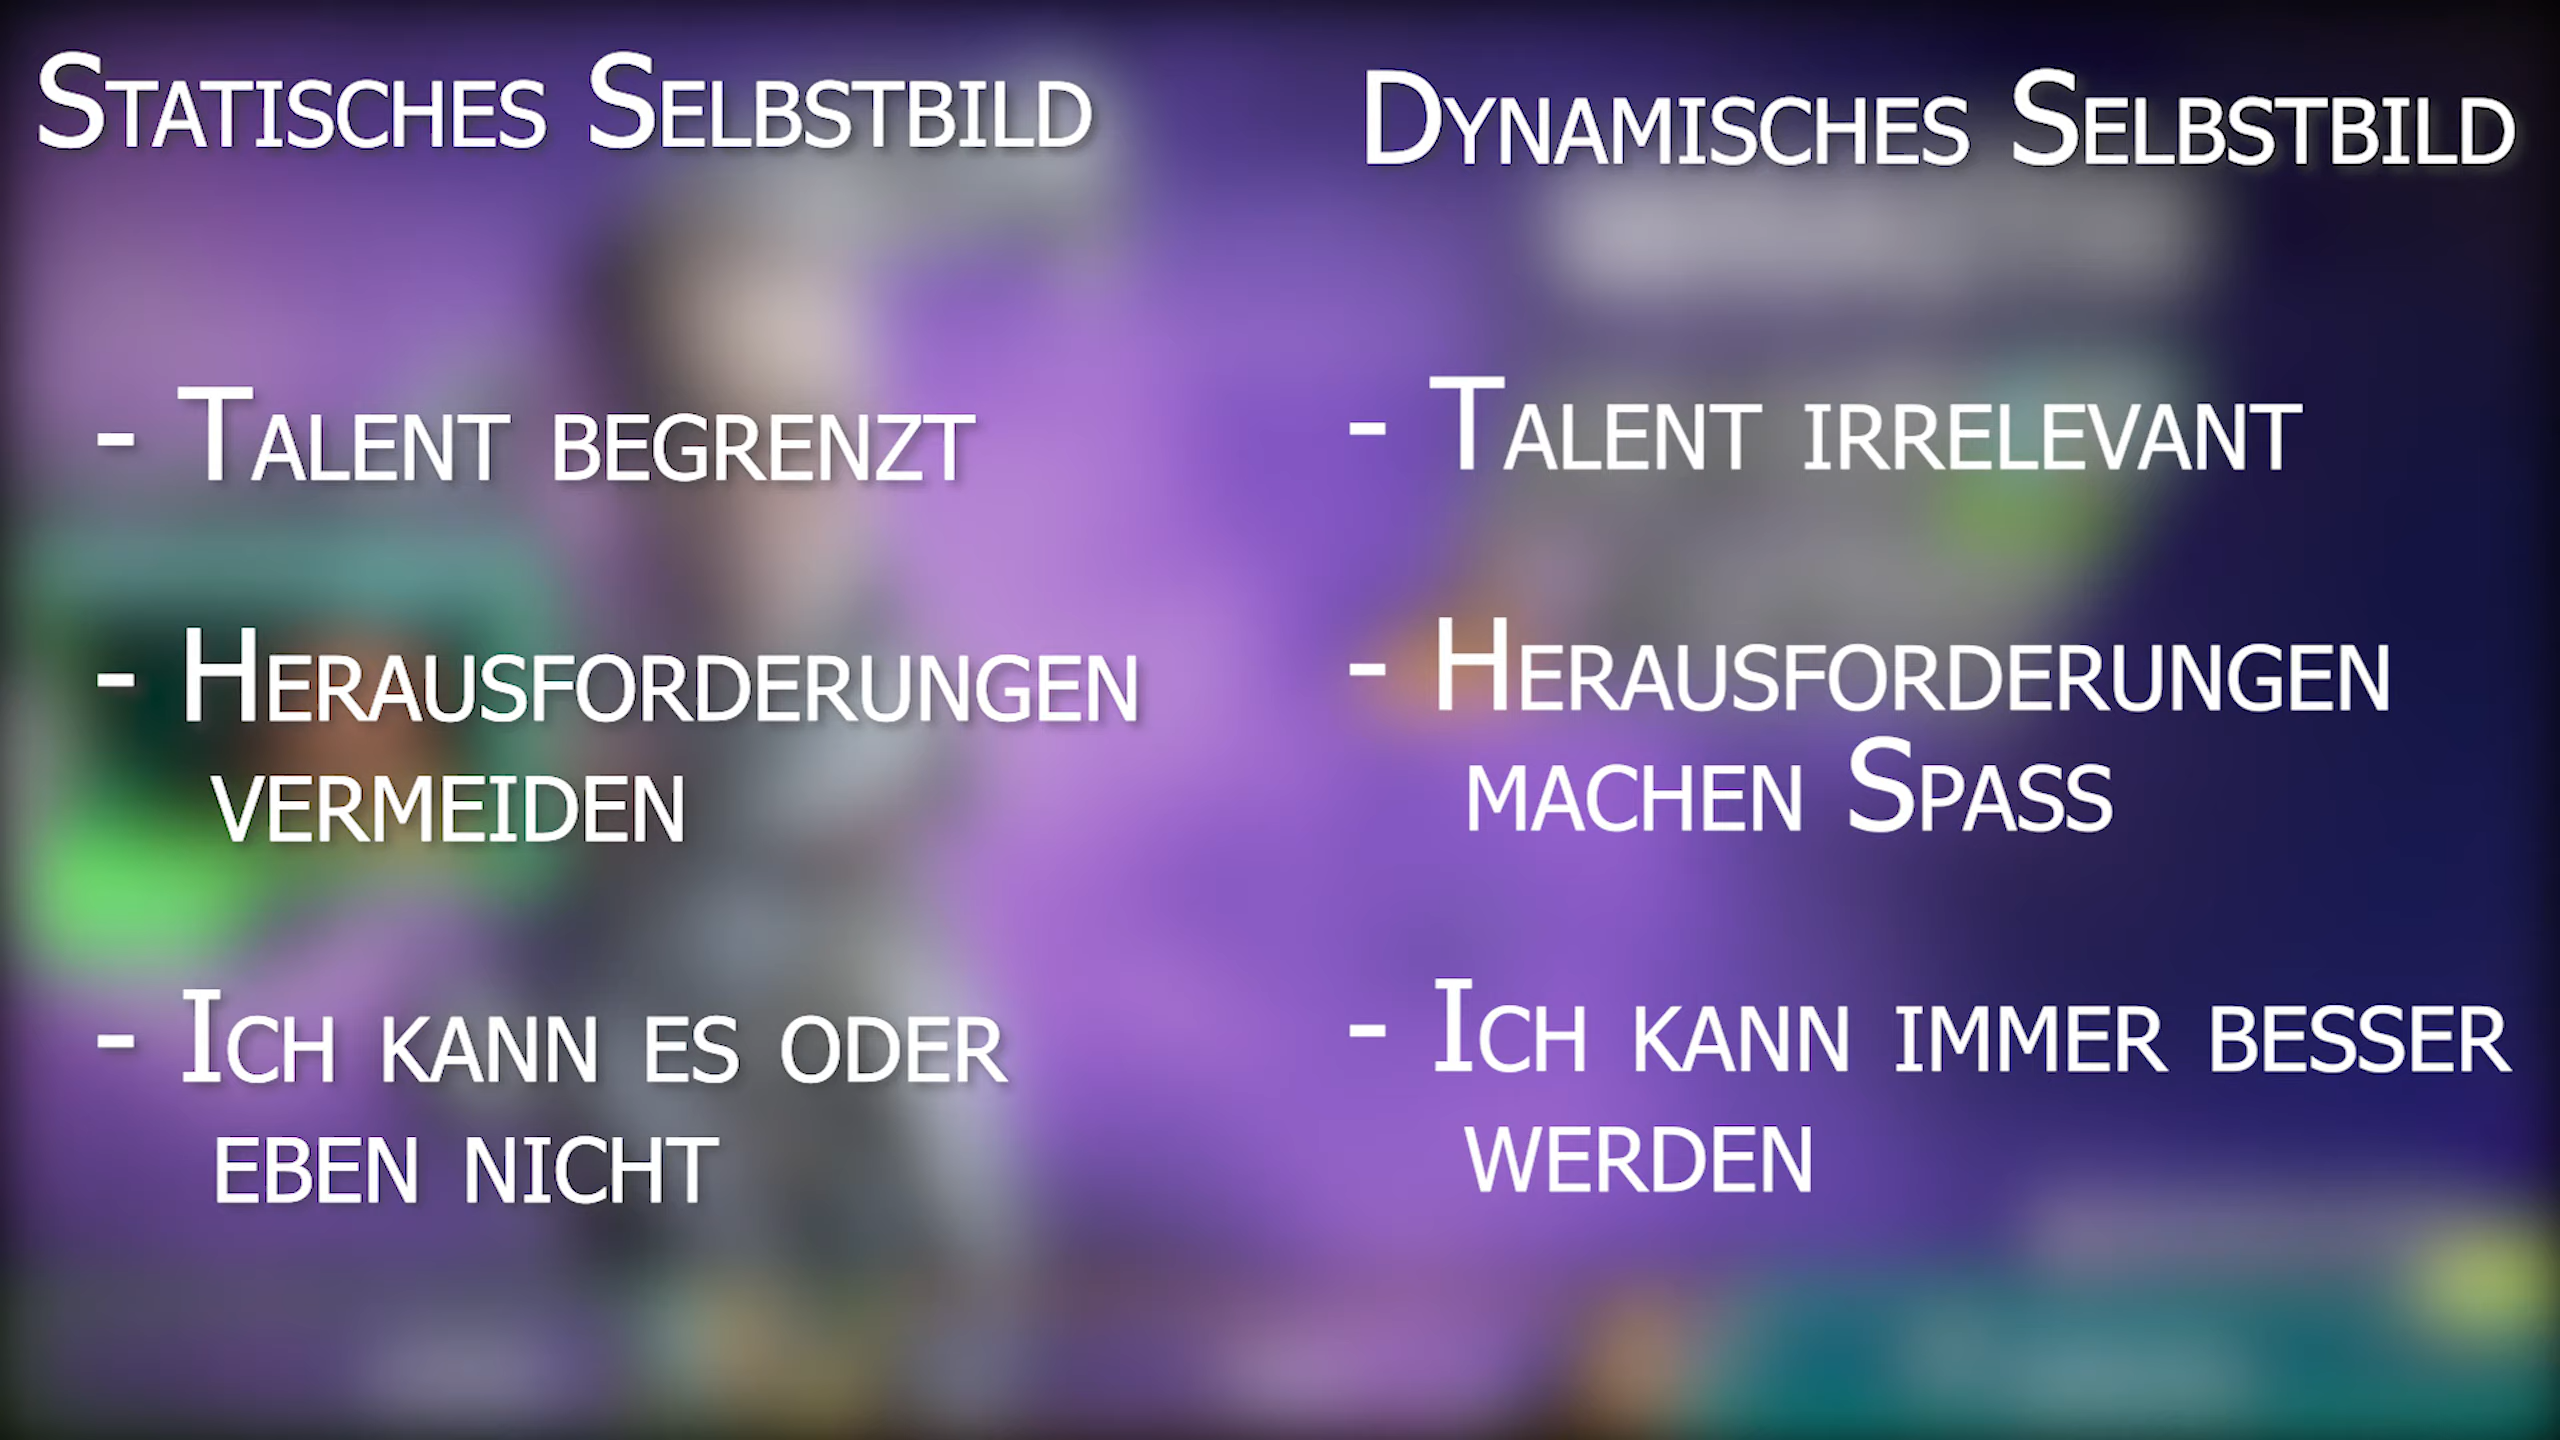 Statisches Selbstbild
- Talent begrenzt
- Herausforderungen
vermeiden
- Ich kann es oder
eben nicht
Dynamisches Selbstbild
- Talent irrelevant
- Herausforderungen
machen Spass
- Ich kann immer besser
werden